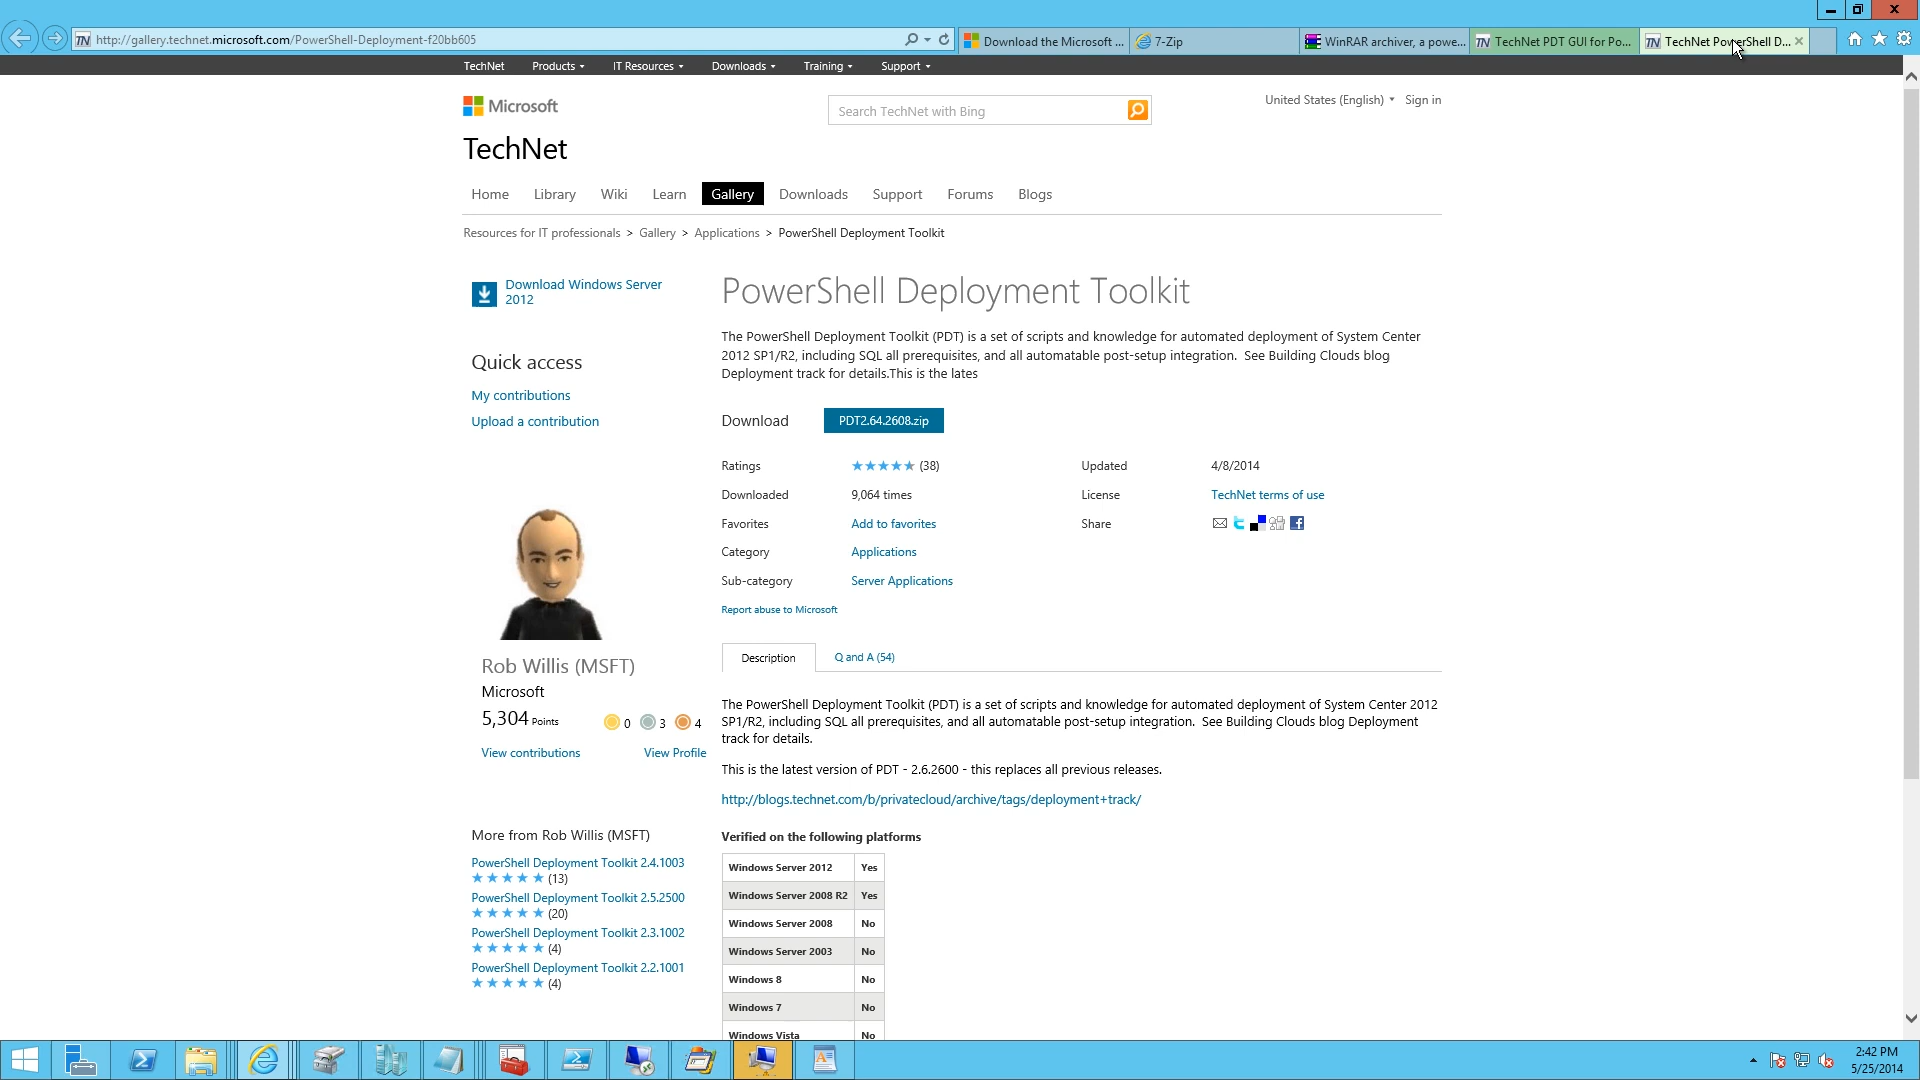 http://gallery.technet.microsoft.com/PowerShell-Deployment-f20bb605
Download the Microsoft ...
7-Zip
WinRAR archiver, a powe...
TN TechNet PDT GUI for Po...
TN TechNet PowerShell D...
TechNet Products IT Resources Downloads Training Support
Microsoft
Search TechNet with Bing
United States (English) Sign in
TechNet
Home Library Wiki Learn Gallery Downloads Support Forums Blogs
Resources for IT professionals > Gallery > Applications > PowerShell Deployment Toolkit
Download Windows Server
2012
Quick access
My contributions
Upload a contribution
Rob Willis (MSFT)
Microsoft
5,304 Points
0 3 4
View contributions View Profile
More from Rob Willis (MSFT)
PowerShell Deployment Toolkit 2.4.1003
(13)
PowerShell Deployment Toolkit 2.5.2500
(20)
PowerShell Deployment Toolkit 2.3.1002
(4)
PowerShell Deployment Toolkit 2.2.1001
(4)
PowerShell Deployment Toolkit
The PowerShell Deployment Toolkit (PDT) is a set of scripts and knowledge for automated deployment of System Center
2012 SP1/R2, including SQL all prerequisites, and all automatable post-setup integration. See Building Clouds blog
Deployment track for details.This is the lates
Download PDT2.64.2608.zip
Ratings (38) Updated 4/8/2014
Downloaded 9,064 times License TechNet terms of use
Favorites Add to favorites Share
Category Applications
Sub-category Server Applications
Report abuse to Microsoft
Description Q and A (54)
The PowerShell Deployment Toolkit (PDT) is a set of scripts and knowledge for automated deployment of System Center 2012
SP1/R2, including SQL all prerequisites, and all automatable post-setup integration. See Building Clouds blog Deployment
track for details.
This is the latest version of PDT - 2.6.2600 - this replaces all previous releases.
http://blogs.technet.com/b/privatecloud/archive/tags/deployment+track/
Verified on the following platforms
Windows Server 2012 Yes
Windows Server 2008 R2 Yes
Windows Server 2008 No
Windows Server 2003 No
Windows 8 No
Windows 7 No
Windows Vista No
2:42 PM
5/25/2014